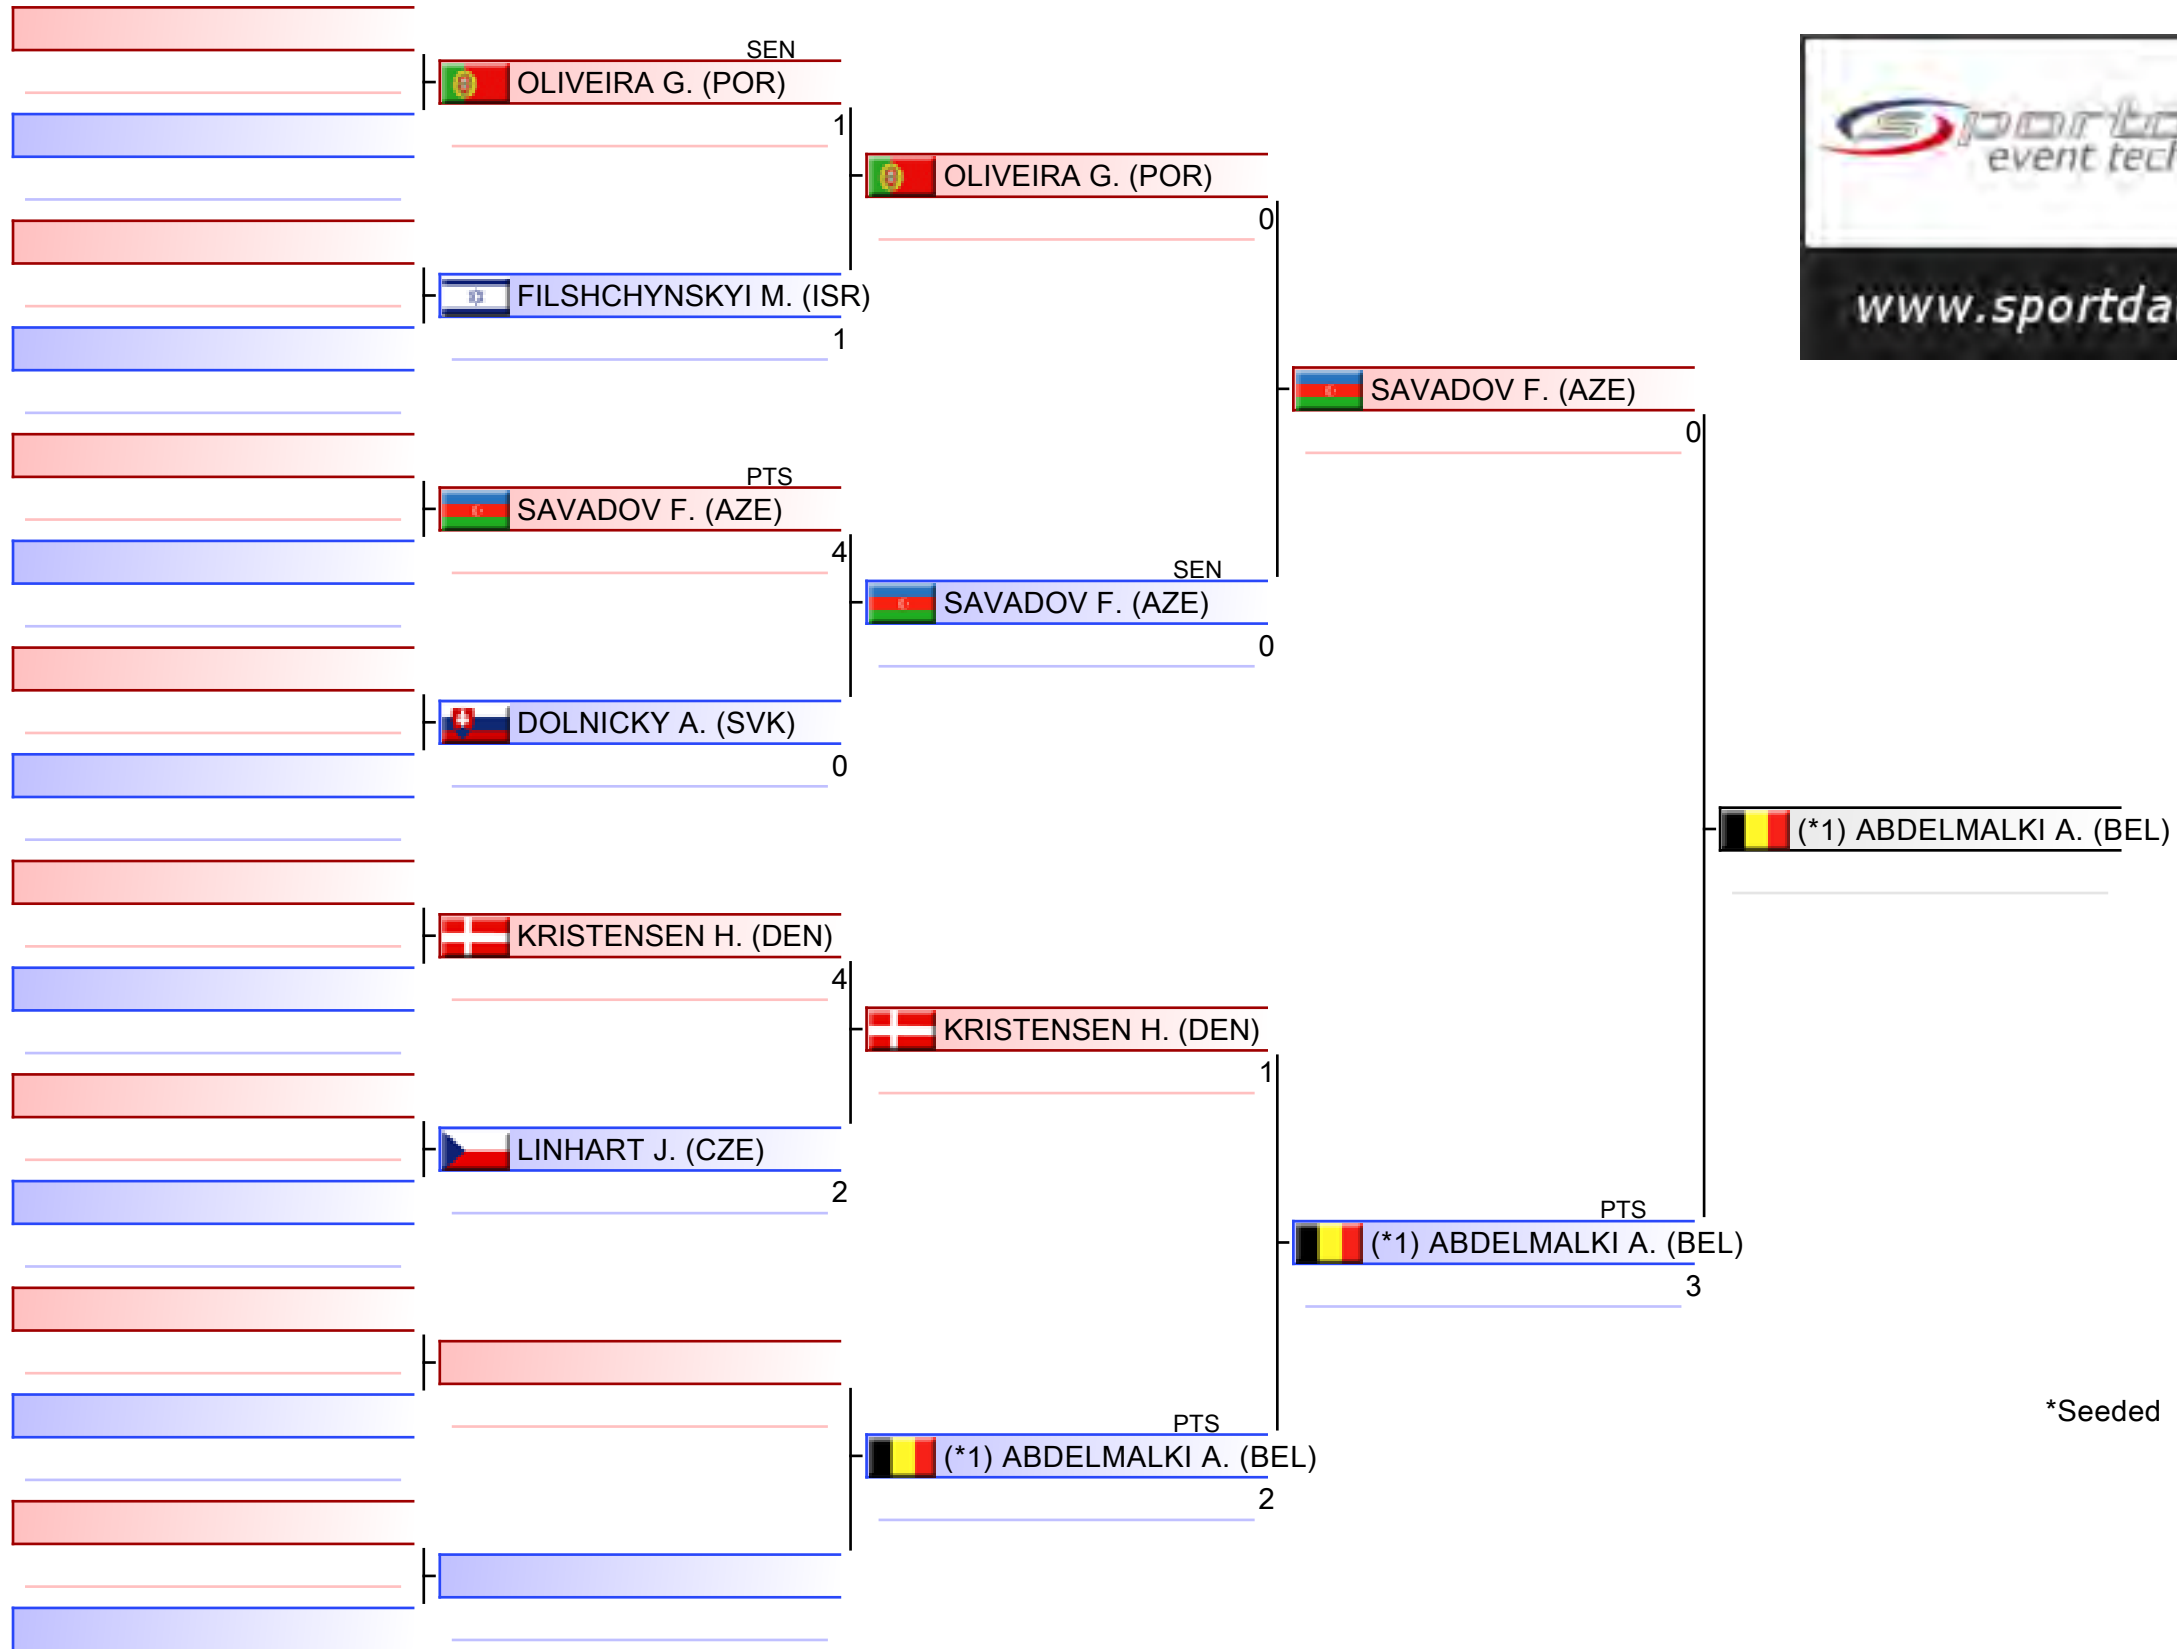 SEN
OLIVEIRA G. (POR)
1
FILSHCHYNSKYI M. (ISR)
1
PTS
SAVADOV F. (AZE)
4
DOLNICKY A. (SVK)
0
KRISTENSEN H. (DEN)
4
LINHART J. (CZE)
2
OLIVEIRA G. (POR)
0
SEN
SAVADOV F. (AZE)
0
KRISTENSEN H. (DEN)
1
PTS
(*1) ABDELMALKI A. (BEL)
2
SAVADOV F. (AZE)
0
PTS
(*1) ABDELMALKI A. (BEL)
3
(*1) ABDELMALKI A. (BEL)
event tech
www.sportda
*Seeded